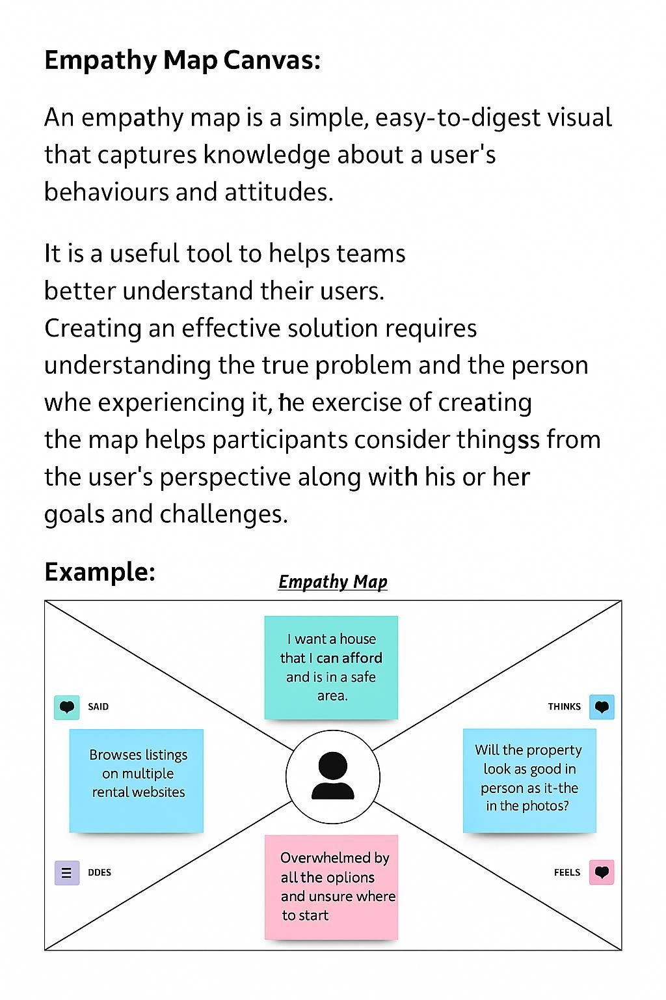 Empathy Map Canvas:
An empathy map is a simple, easy-to-digest visual
that captures knowledge about a user's
behaviours and attitudes.
It is a useful tool to helps teams
better understand their users.
Creating an effective solution requires
understanding the true problem and the person
whe experiencing it, he exercise of creating
the map helps participants consider thingss from
the user's perspective along with his or her
goals and challenges.
Example:
Empathy Map
I want a house
that I can afford
and is in a safe
area.
SAID
THINKS
Browses listings
on multiple
rental websites
Will the property
look as good in
person as it-the
in the photos?
Overwhelmed by
all the oplions
and unsure where
to start
DDES
FEELS